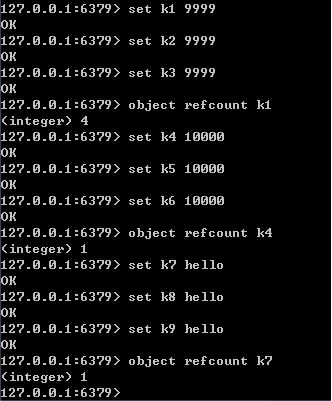 127.0.0.1:6379> set k1 9999
OK
127.0.0.1:6379> set k2 9999
OK
127.0.0.1:6379> set k3 9999
OK
127.0.0.1:6379> object refcount k1
(integer) 4
127.0.0.1:6379> set k4 10000
OK
127.0.0.1:6379> set k5 10000
OK
127.0.0.1:6379> set k6 10000
OK
127.0.0.1:6379> object refcount k4
(integer) 1
127.0.0.1:6379> set k7 hello
OK
127.0.0.1:6379> set k8 hello
OK
127.0.0.1:6379> set k9 hello
OK
127.0.0.1:6379> object refcount k7
(integer) 1
127.0.0.1:6379>